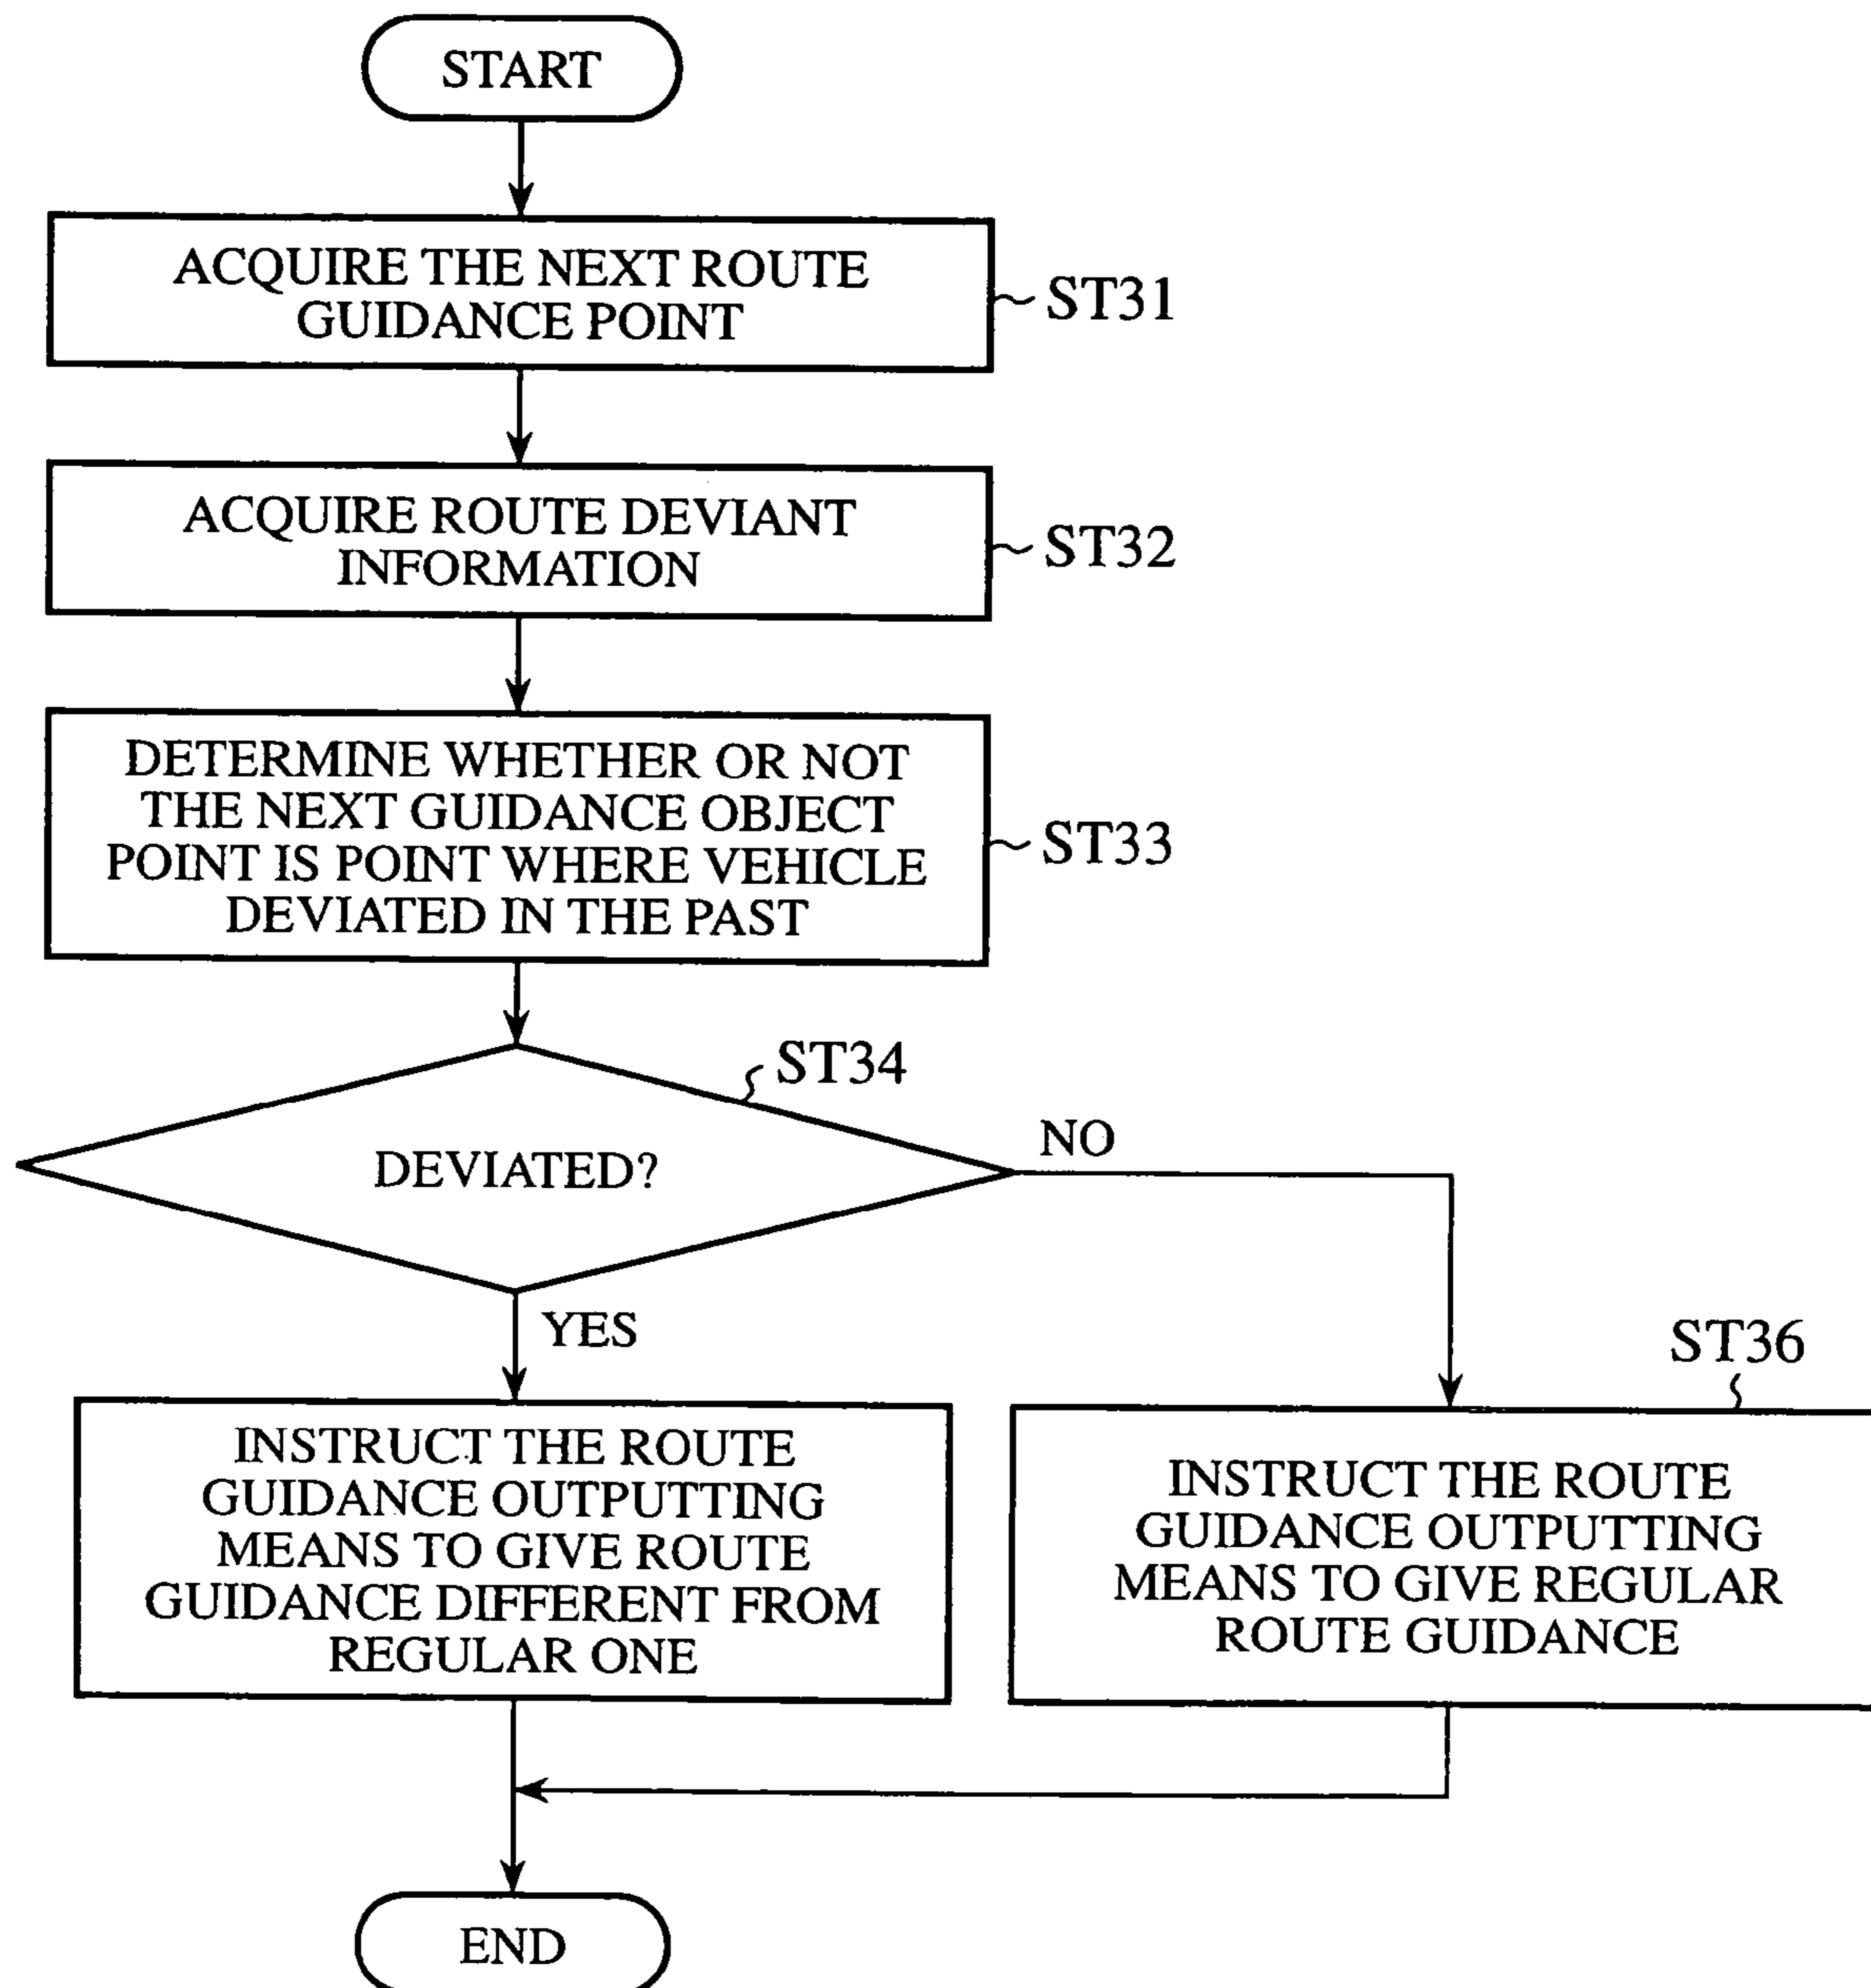 START
ACQUIRE THE NEXT ROUTE
GUIDANCE POINT
ST31
ACQUIRE ROUTE DEVIANT
INFORMATION
ST32
DETERMINE WHETHER OR NOT
THE NEXT GUIDANCE OBJECT
POINT IS POINT WHERE VEHICLE
DEVIATED IN THE PAST
ST33
ST34
DEVIATED?
NO
YES
INSTRUCT THE ROUTE
GUIDANCE OUTPUTTING
MEANS TO GIVE ROUTE
GUIDANCE DIFFERENT FROM
REGULAR ONE
ST36
INSTRUCT THE ROUTE
GUIDANCE OUTPUTTING
MEANS TO GIVE REGULAR
ROUTE GUIDANCE
END